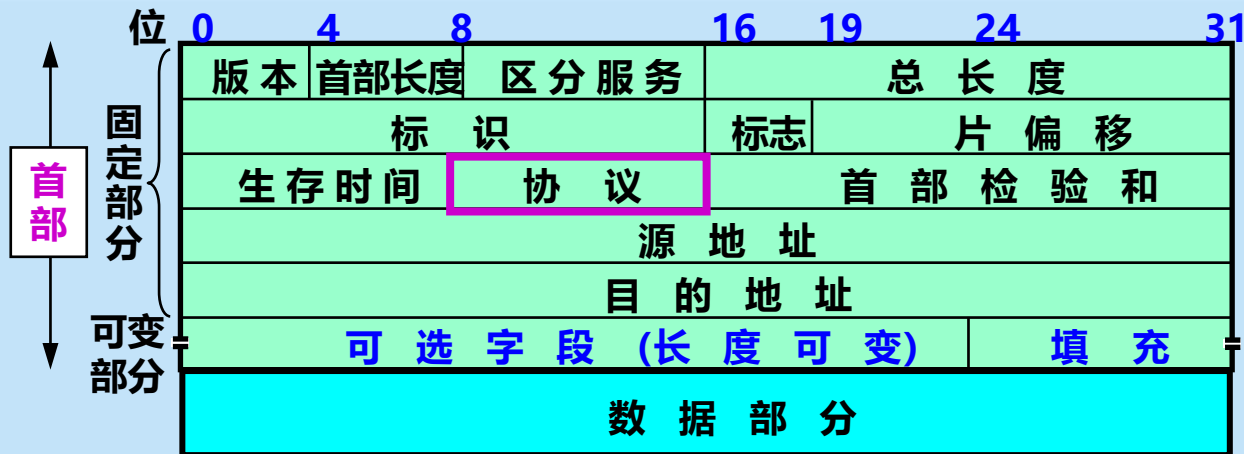 位 0 4 8 16 19 24 31
版本 首部长度 区分服务 总长度
标识 标志 片偏移
生存时间 协议 首部检验和
源地址
目的地址
可选字段 (长度可变) 填充
数据部分
首部
固定部分
可变部分